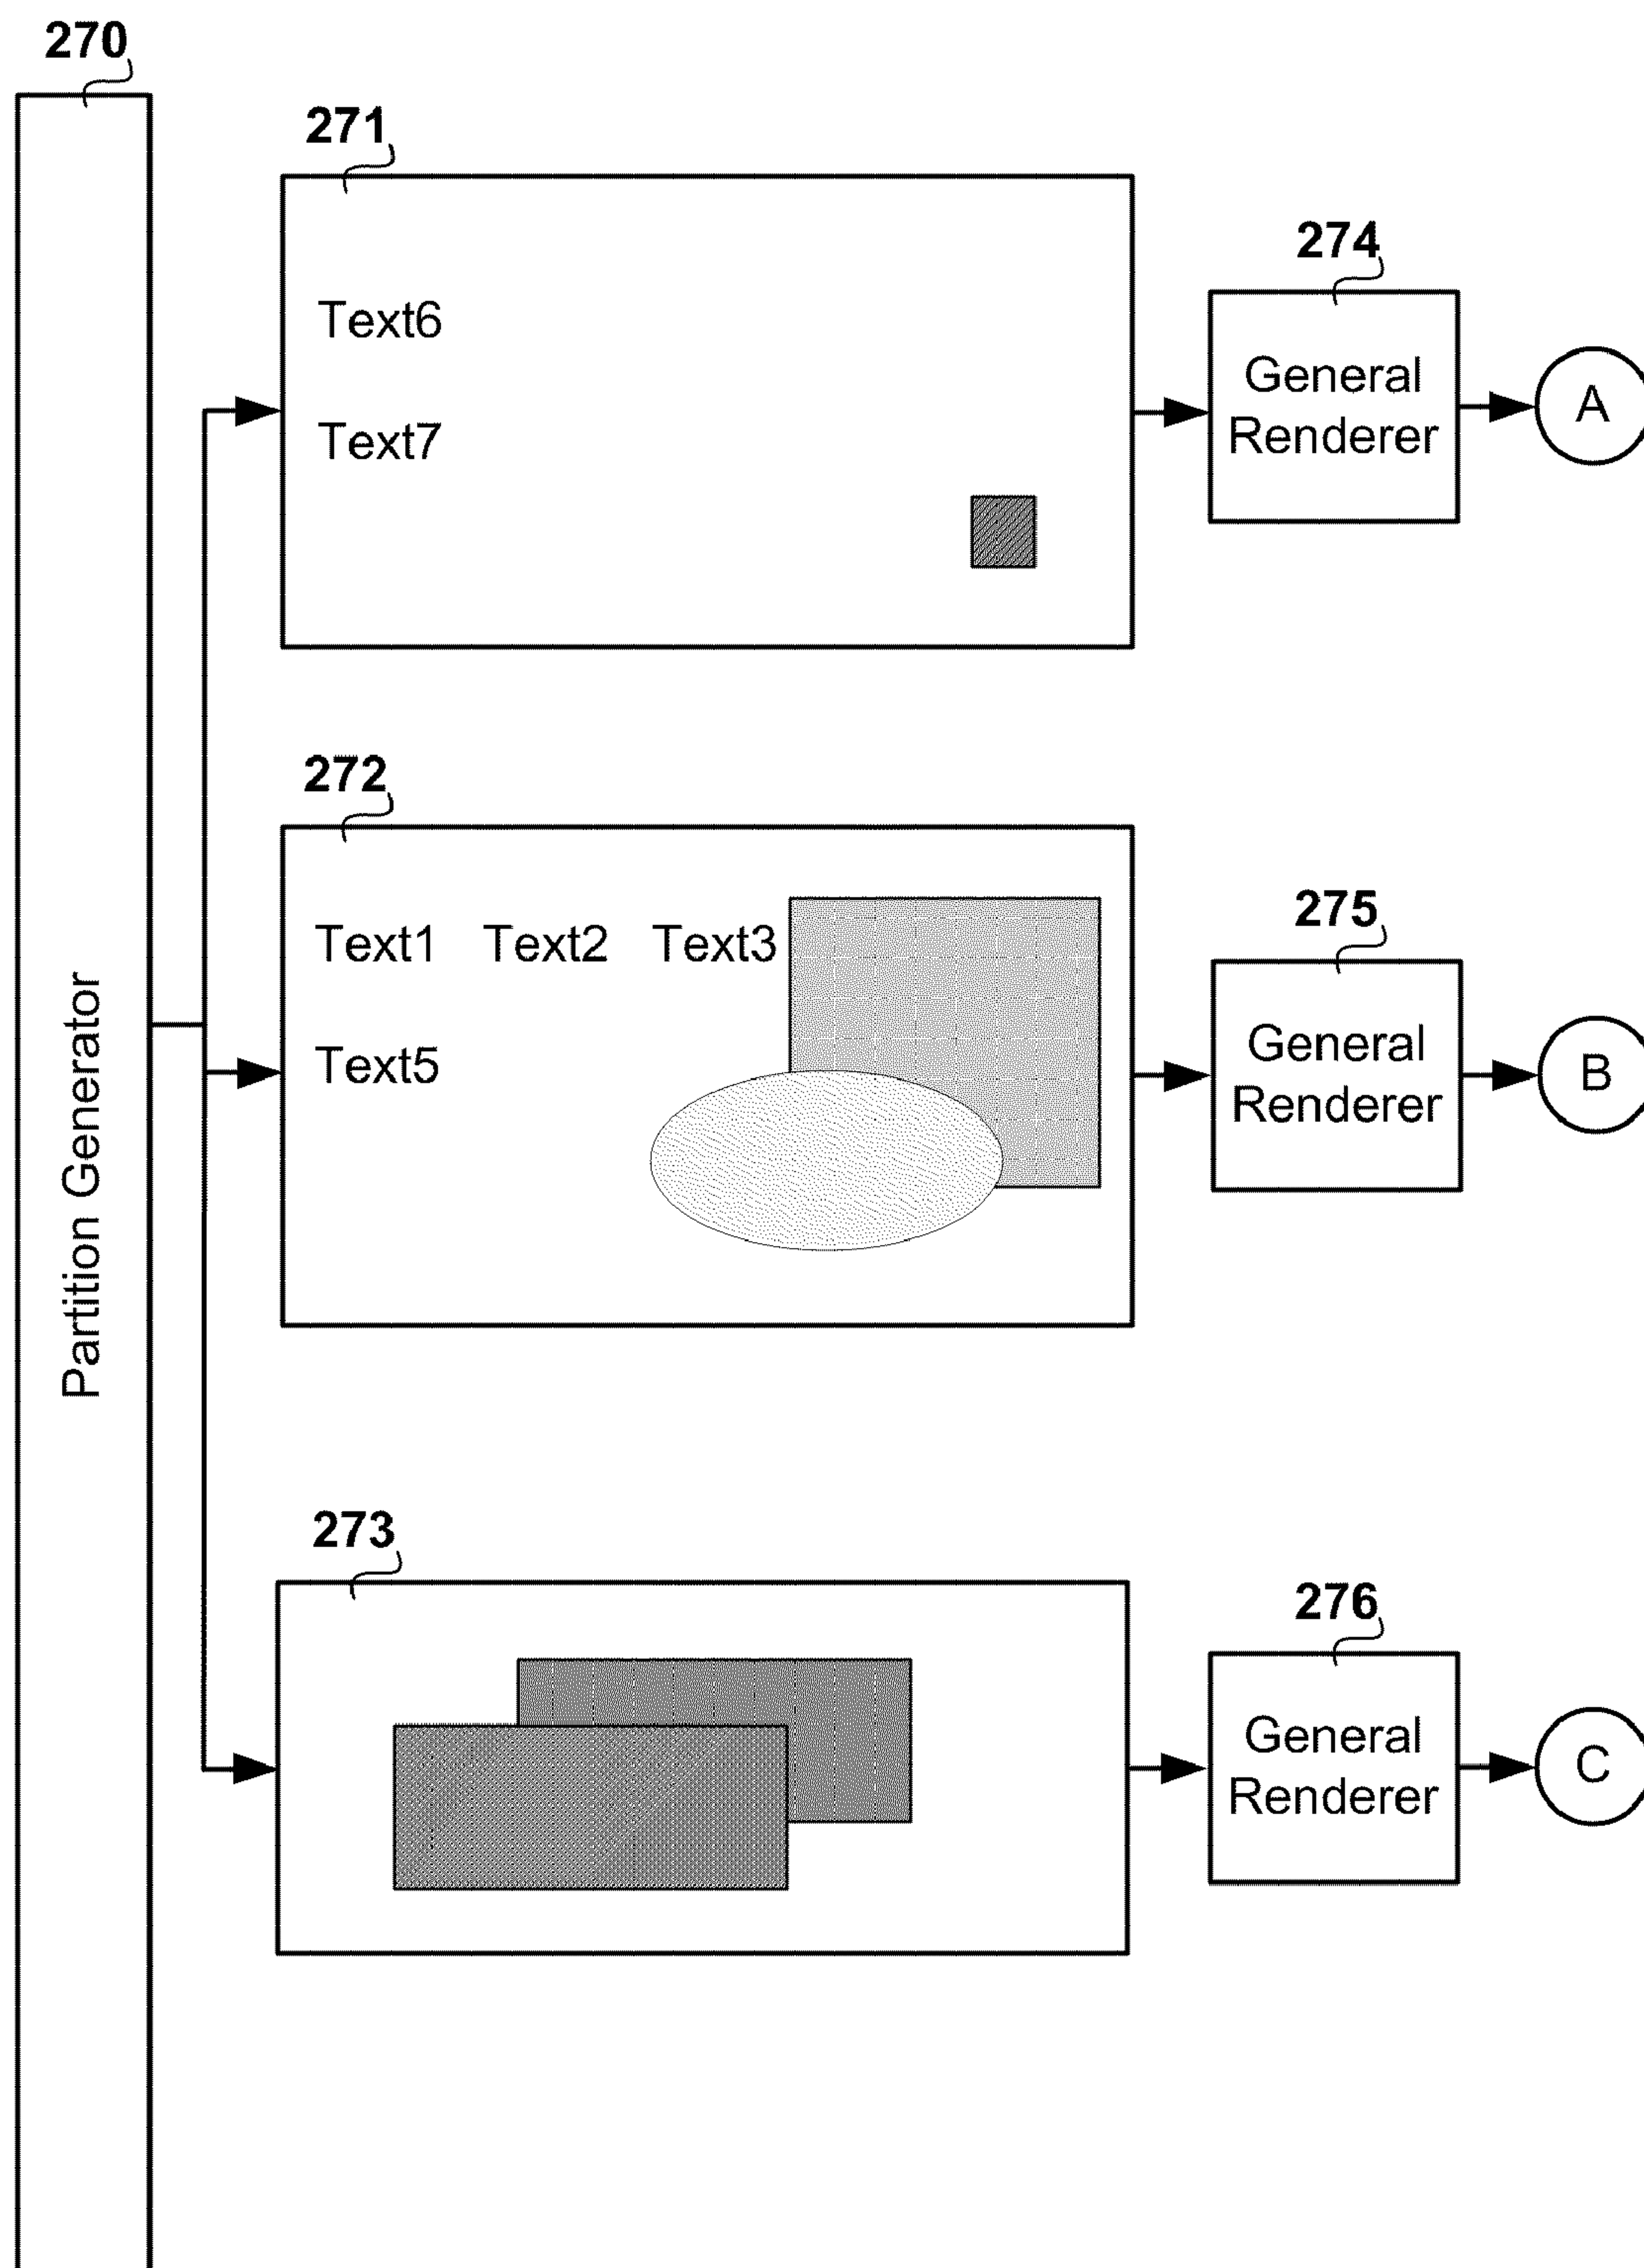 270
Partition Generator
271
Text6
Text7
274
General
Renderer
A
272
Text1 Text2 Text3
Text5
275
General
Renderer
B
273
276
General
Renderer
C